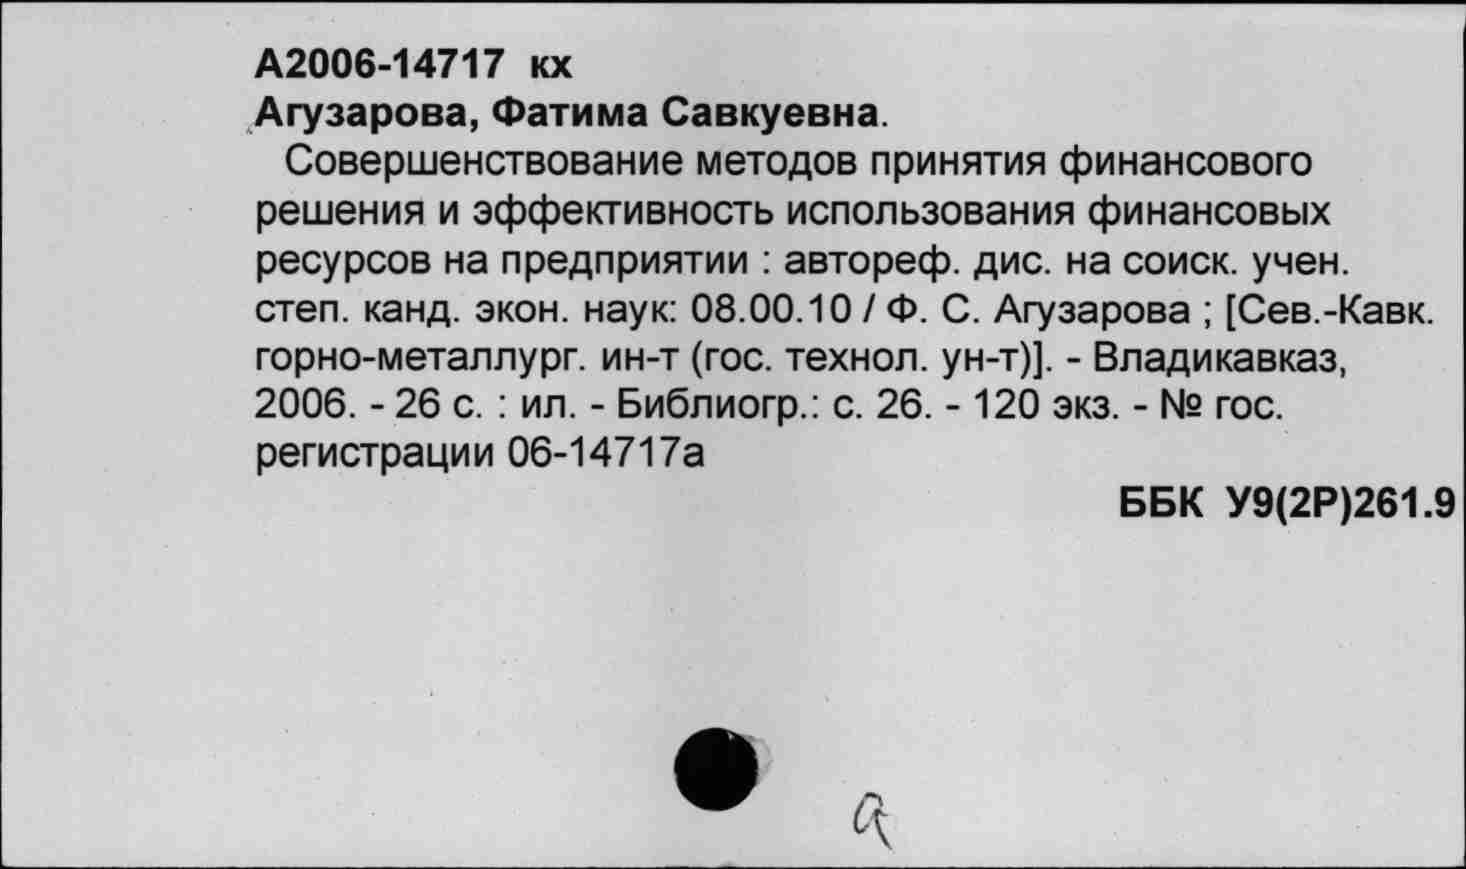 А2006-14717 кх
Агузарова, Фатима Савкуевна.
Совершенствование методов принятия финансового
решения и эффективность использования финансовых
ресурсов на предприятии : автореф. дис. на соиск. учен.
степ. канд. экон. наук: 08.00.10 / Ф. С. Агузарова ; [Сев.-Кавк.
горно-металлург. ин-т (гос. технол. ун-т)]. - Владикавказ,
2006. - 26 с. : ил. - Библиогр.: с. 26. - 120 экз. - № гос.
регистрации 06-14717а
ББК У9(2Р)261.9